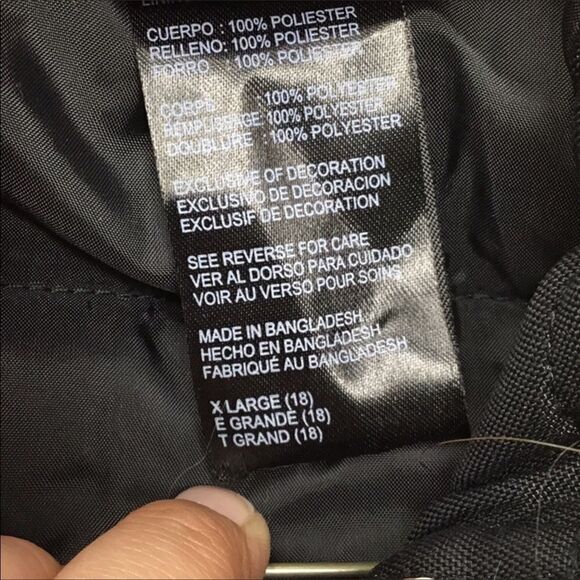 CUERPO : 100% POLIESTER
RELLENO: 100% POLIESTER
FORRO 100% POLIESTER
CORPS : 100% POLYESTER
REMPLISSAGE: 100% POLYESTER
DOUBLURE : 100% POLYESTER
EXCLUSIVE OF DECORATION
EXCLUSIVO DE DECORACION
EXCLUSIF DE DECORATION
SEE REVERSE FOR CARE
VER AL DORSO PARA CUIDADO
VOIR AU VERSO POUR SOINS
MADE IN BANGLADESH
HECHO EN BANGLADESH
FABRIQUÉ AU BANGLADESH
X LARGE (18)
E GRANDE (18)
T GRAND (18)